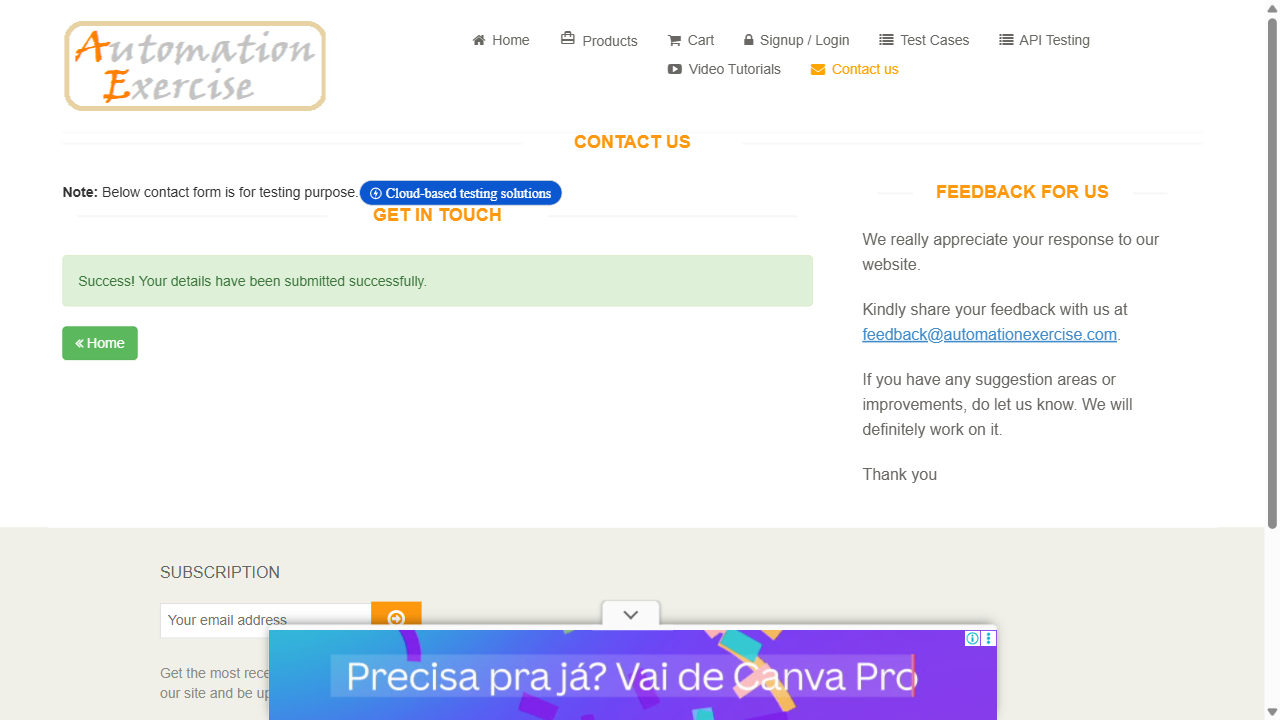 Automation
Exercise
Home
Products
Cart
Signup / Login
Test Cases
API Testing
Video Tutorials
Contact us
CONTACT US
Note: Below contact form is for testing purpose.
Cloud-based testing solutions
GET IN TOUCH
Success! Your details have been submitted successfully.
« Home
FEEDBACK FOR US
We really appreciate your response to our
website.
Kindly share your feedback with us at
feedback@automationexercise.com.
If you have any suggestion areas or
improvements, do let us know. We will
definitely work on it.
Thank you
SUBSCRIPTION
Your email address
Get the most rece
our site and be up
Precisa pra já? Vai de Canva Pro